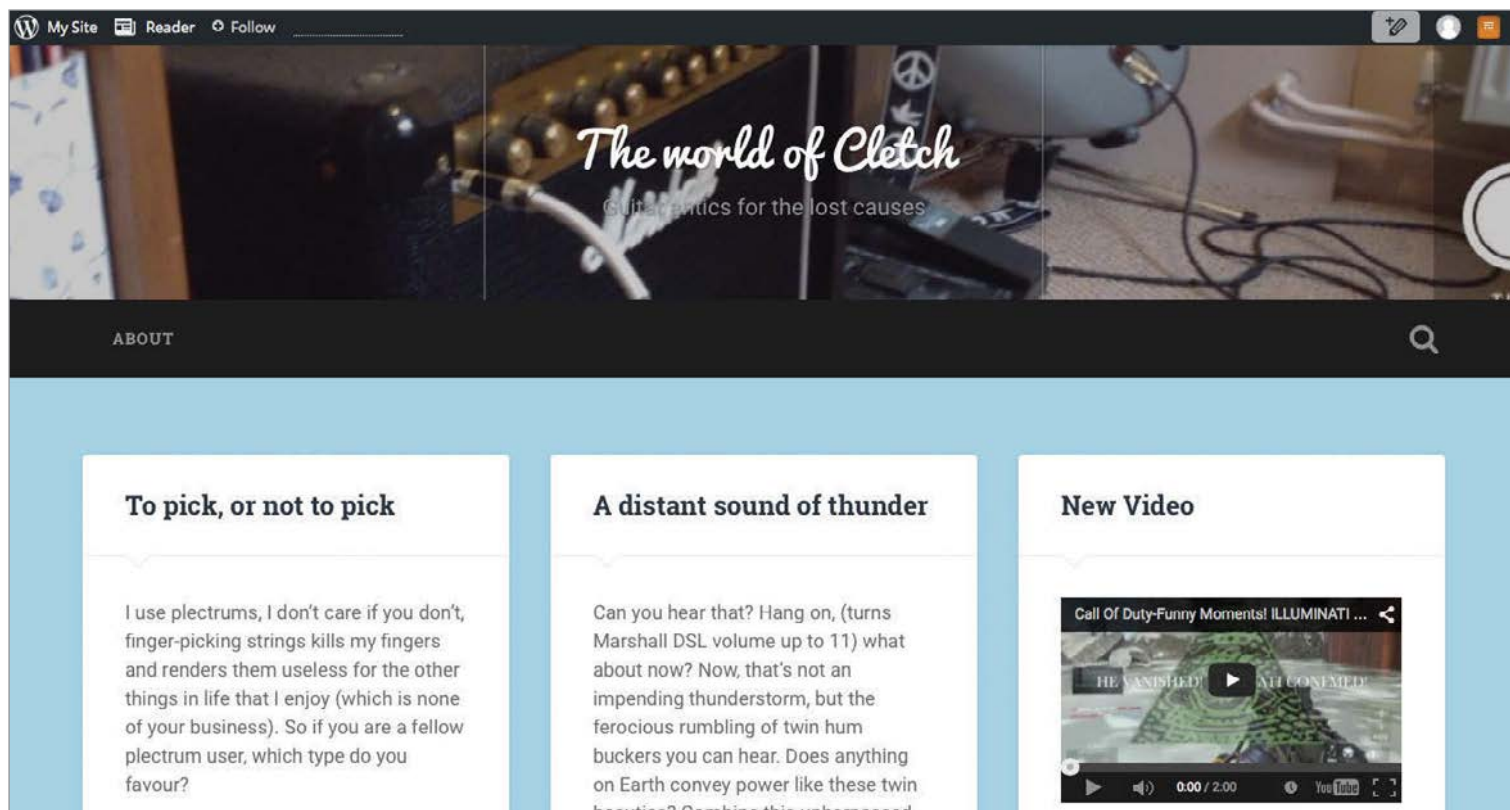 My Site Reader Follow
The world of Cletch
Guitar antics for the lost causes
ABOUT
To pick, or not to pick
I use plectrums, I don't care if you don't,
finger-picking strings kills my fingers
and renders them useless for the other
things in life that I enjoy (which is none
of your business). So if you are a fellow
plectrum user, which type do you
favour?
A distant sound of thunder
Can you hear that? Hang on, (turns
Marshall DSL volume up to 11) what
about now? Now, that's not an
impending thunderstorm, but the
ferocious rumbling of twin hum
buckers you can hear. Does anything
on Earth convey power like these twin
New Video
Call Of Duty-Funny Moments! ILLUMINATI ...
HE VANISHED!
0:00 / 2:00
YouTube